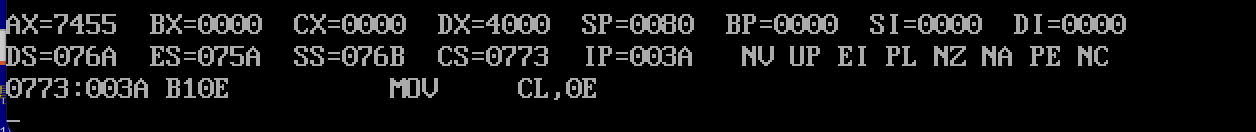 AX=7455  BX=0000  CX=0000  DX=4000  SP=0080  BP=0000  SI=0000  DI=0000
DS=076A  ES=075A  SS=076B  CS=0773  IP=003A   NV UP EI PL NZ NA PE NC
0773:003A B10E          MOV     CL,0E
_